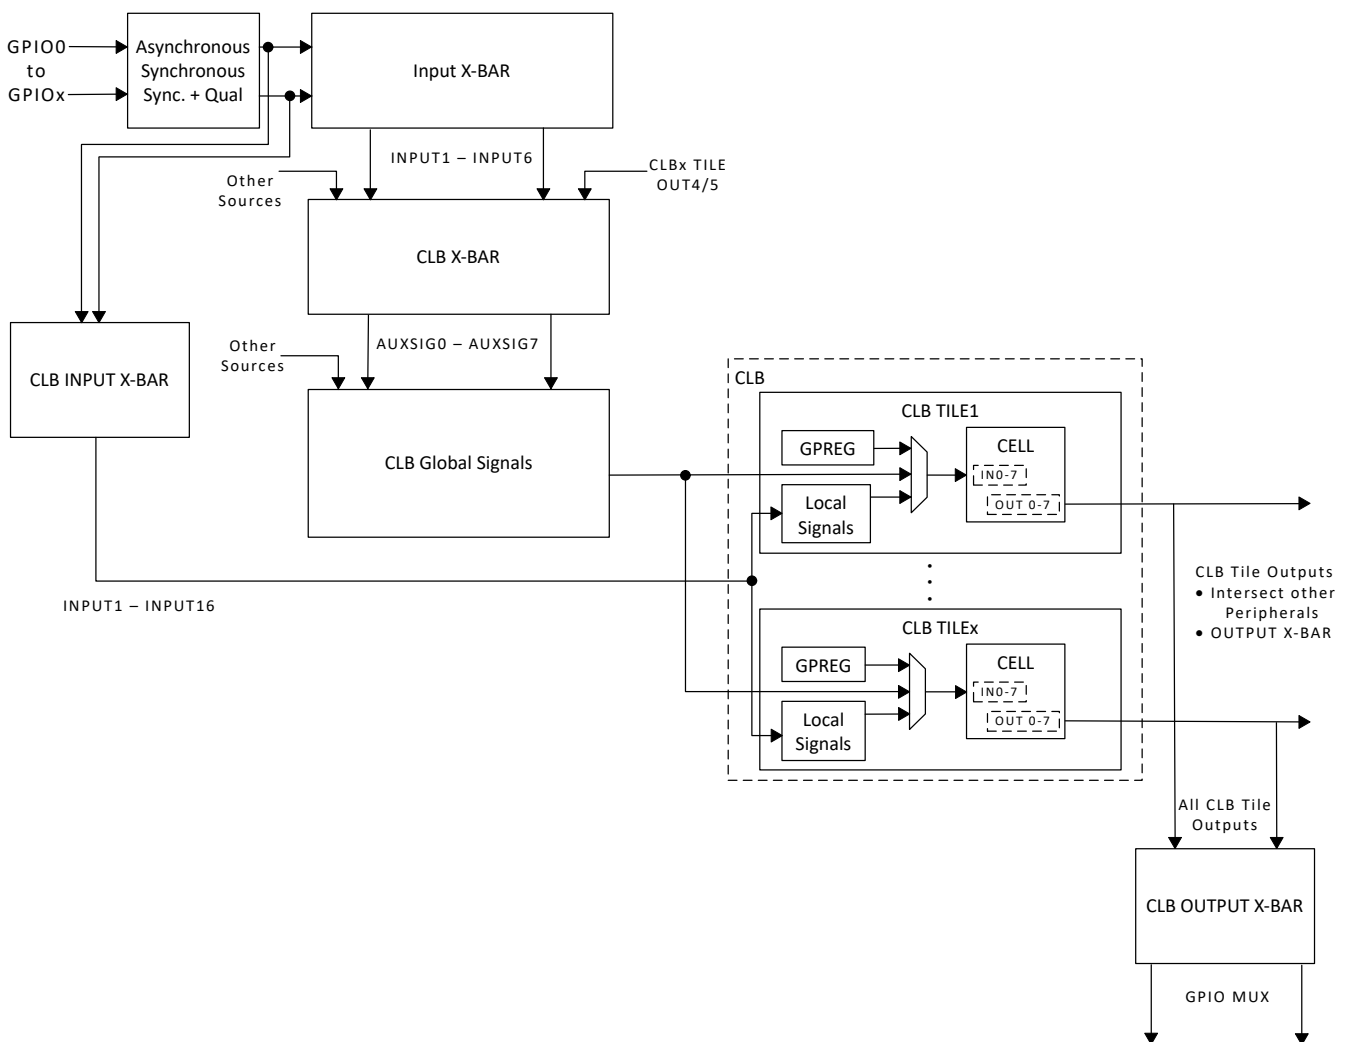 GPIO0
to
GPIOx
Asynchronous
Synchronous
Sync. + Qual
Input X-BAR
INPUT1 – INPUT6
Other
Sources
CLBx TILE
OUT4/5
CLB X-BAR
AUXSIG0 – AUXSIG7
Other
Sources
CLB INPUT X-BAR
CLB Global Signals
INPUT1 – INPUT16
CLB
CLB TILE1
GPREG
Local
Signals
CELL
IN0-7
OUT 0-7
CLB TILEx
GPREG
Local
Signals
CELL
IN0-7
OUT 0-7
CLB Tile Outputs
• Intersect other
Peripherals
• OUTPUT X-BAR
All CLB Tile
Outputs
CLB OUTPUT X-BAR
GPIO MUX